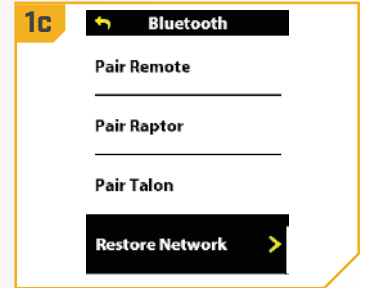 1c
Bluetooth
Pair Remote
Pair Raptor
Pair Talon
Restore Network